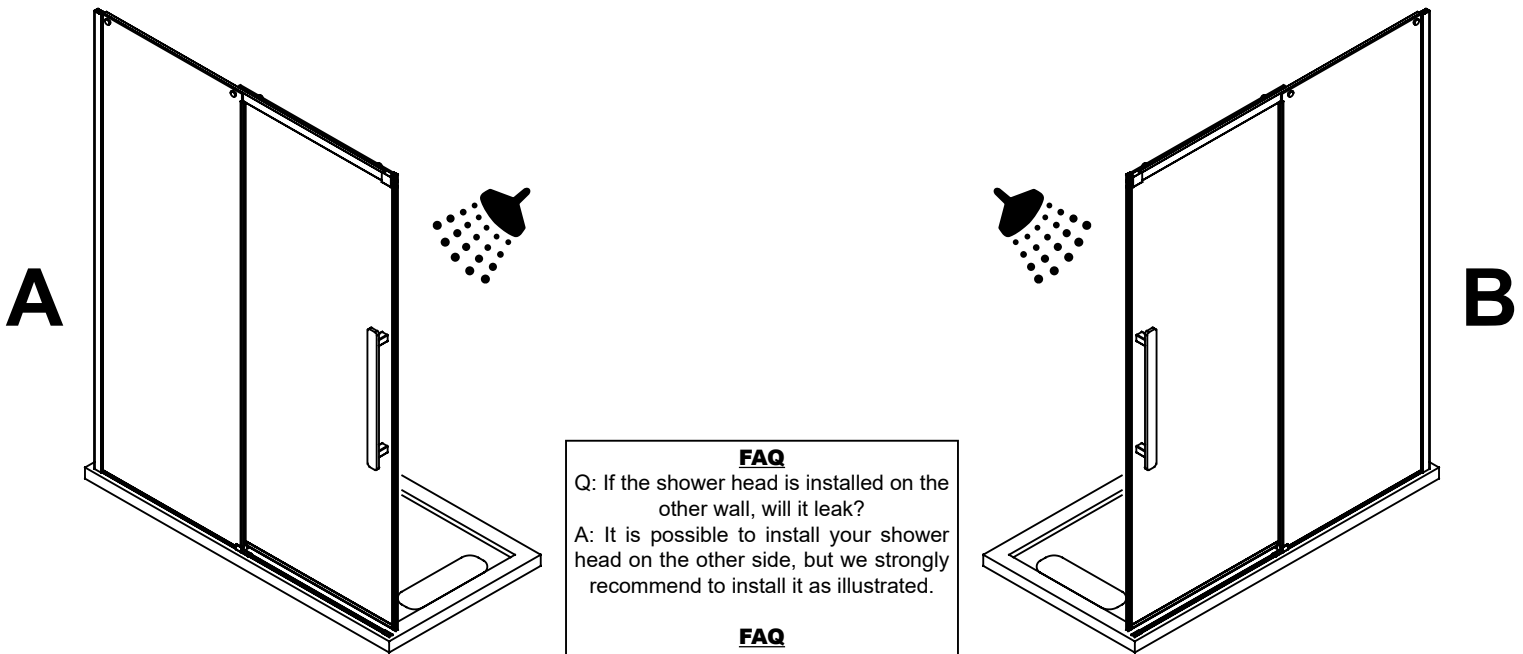 A
B
FAQ
Q: If the shower head is installed on the
other wall, will it leak?
A: It is possible to install your shower
head on the other side, but we strongly
recommend to install it as illustrated.
FAQ